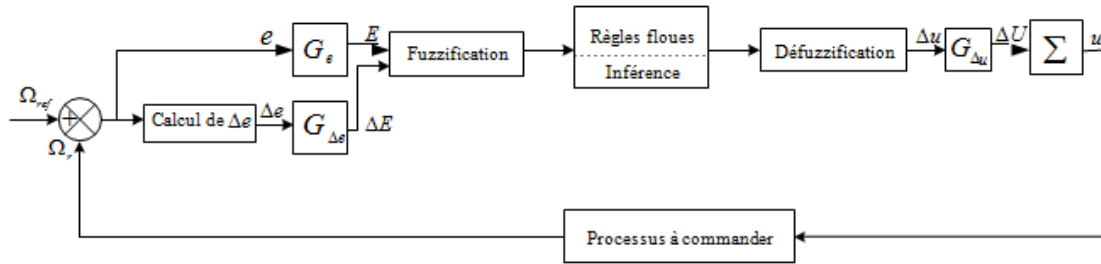 e
G_e
E
Fuzzification
Règles floues
Inférence
Défuzzification
Δu
G_Δu
ΔU
Σ
u
Ω_ref
+
Ω_r
Calcul de Δe
Δe
G_Δe
ΔE
Processus à commander